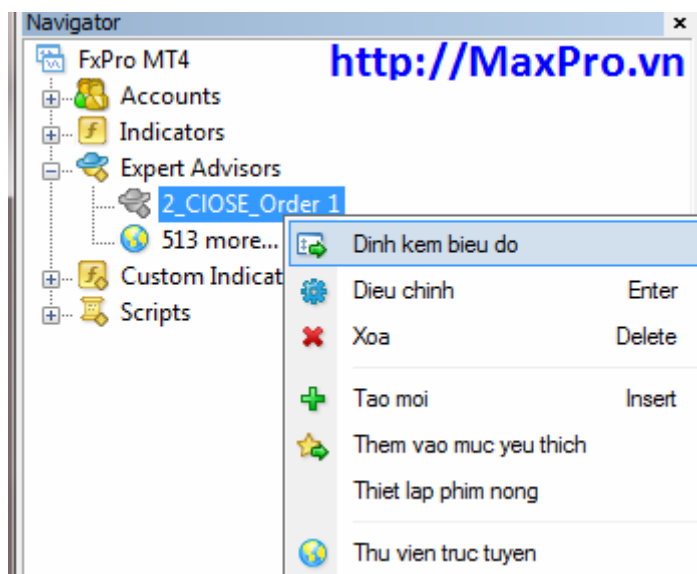 Navigator
FxPro MT4
http://MaxPro.vn
Accounts
Indicators
Expert Advisors
2_ClOSE_Order 1
513 more...
Custom Indicat
Scripts
Dinh kem bieu do
Dieu chinh Enter
Xoa Delete
Tao moi Insert
Them vao muc yeu thich
Thiet lap phim nong
Thu vien truc tuyen